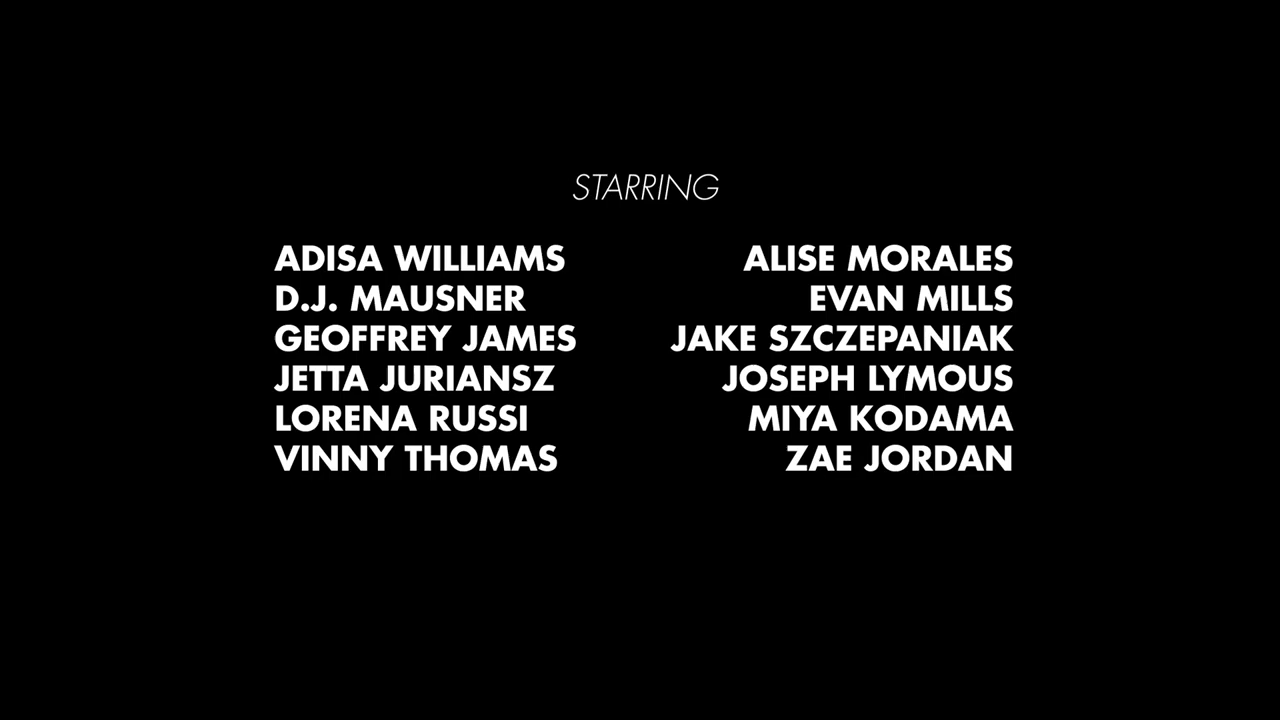 STARRING
ADISA WILLIAMS
D.J. MAUSNER
GEOFFREY JAMES
JETTA JURIANSZ
LORENA RUSSI
VINNY THOMAS
ALISE MORALES
EVAN MILLS
JAKE SZCZEPANIAK
JOSEPH LYMOUS
MIYA KODAMA
ZAE JORDAN